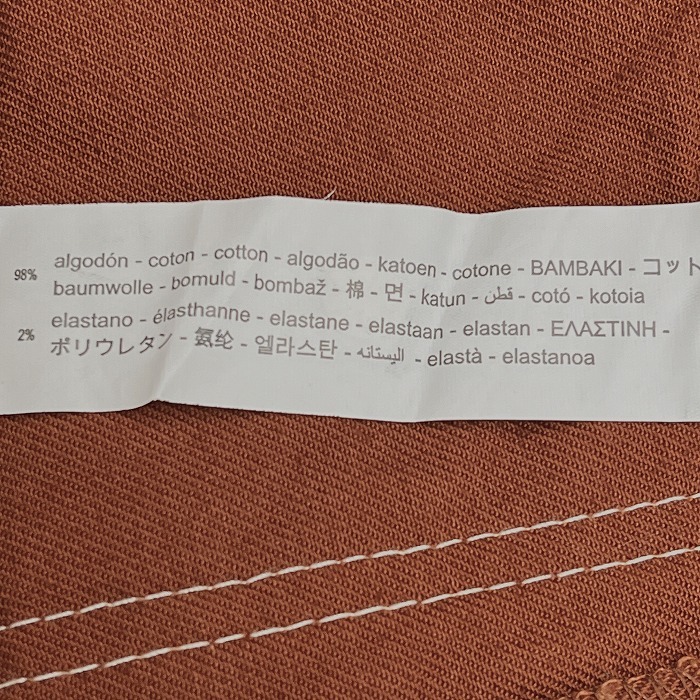 98% algodón - coton - cotton - algodão - katoen - cotone - BAMBAKI - コット
baumwolle - bomuld - bombaž - 棉 - 면 - katun - قطن - cotó - kotoia
2% elastano - élasthanne - elastane - elastaan - elastan - ΕΛΑΣΤΙΝΗ -
ポリウレタン - 氨纶 - 엘라스탄 - اليستانه - elastà - elastanoa